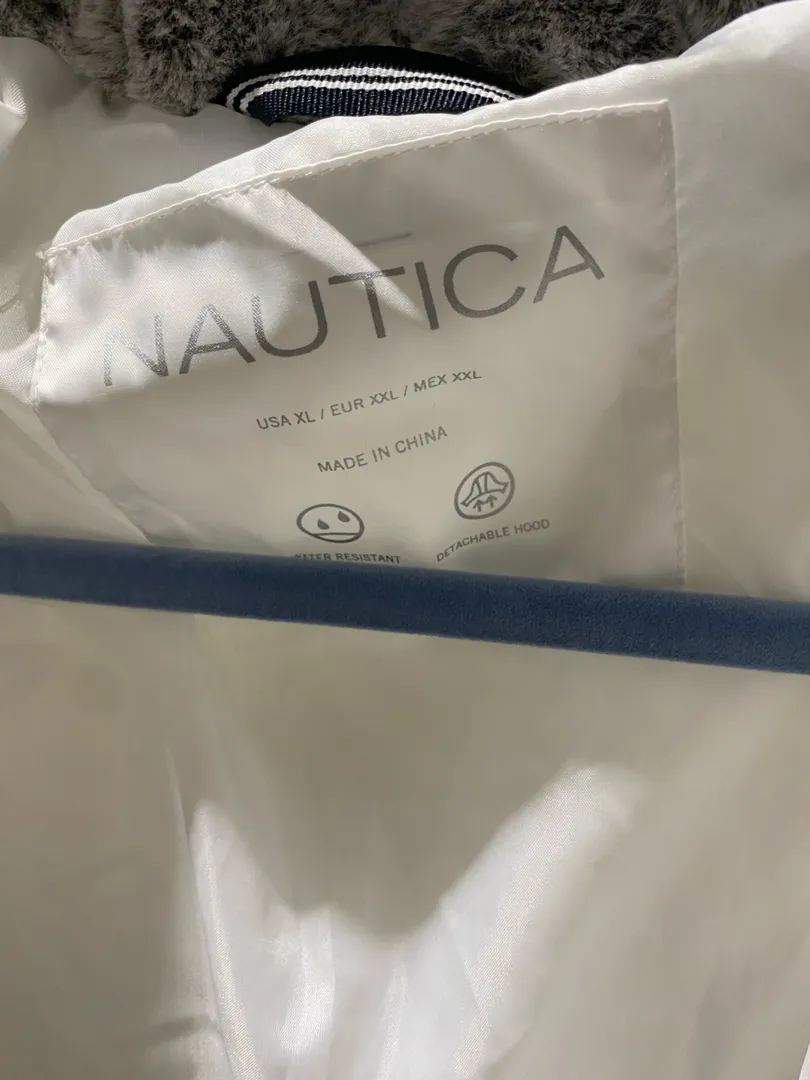 NAUTICA
USA XL / EUR XXL / MEX XXL
MADE IN CHINA
WATER RESISTANT
DETACHABLE HOOD